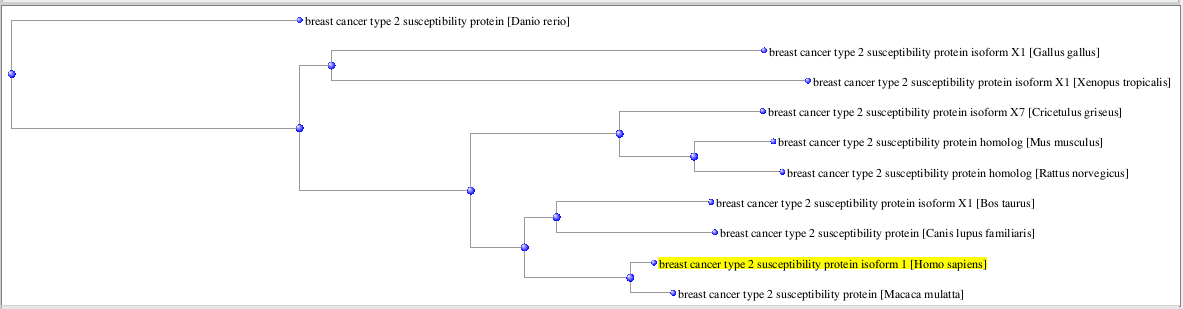 breast cancer type 2 susceptibility protein [Danio rerio]
breast cancer type 2 susceptibility protein isoform X1 [Gallus gallus]
breast cancer type 2 susceptibility protein isoform X1 [Xenopus tropicalis]
breast cancer type 2 susceptibility protein isoform X7 [Cricetulus griseus]
breast cancer type 2 susceptibility protein homolog [Mus musculus]
breast cancer type 2 susceptibility protein homolog [Rattus norvegicus]
breast cancer type 2 susceptibility protein isoform X1 [Bos taurus]
breast cancer type 2 susceptibility protein [Canis lupus familiaris]
breast cancer type 2 susceptibility protein isoform 1 [Homo sapiens]
breast cancer type 2 susceptibility protein [Macaca mulatta]